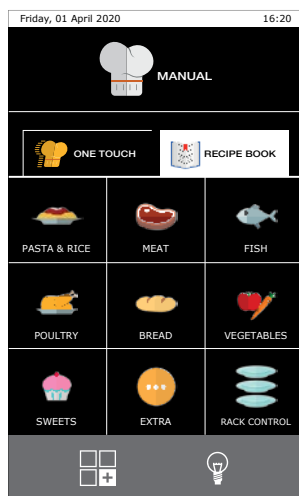 Friday, 01 April 2020 16:20
MANUAL
ONE TOUCH RECIPE BOOK
PASTA & RICE MEAT FISH
POULTRY BREAD VEGETABLES
SWEETS EXTRA RACK CONTROL